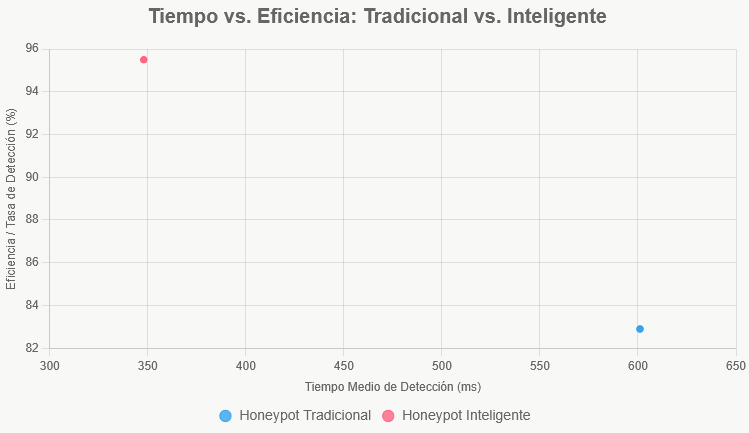 Tiempo vs. Eficiencia: Tradicional vs. Inteligente
Eficiencia / Tasa de Detección (%)
96
94
92
90
88
86
84
82
300 350 400 450 500 550 600 650
Tiempo Medio de Detección (ms)
Honeypot Tradicional Honeypot Inteligente